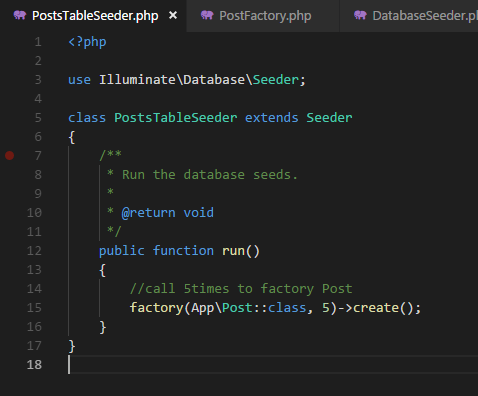 PostsTableSeeder.php × PostFactory.php DatabaseSeeder.p
1 <?php
2
3 use Illuminate\Database\Seeder;
4
5 class PostsTableSeeder extends Seeder
6 {
7     /**
8      * Run the database seeds.
9      *
10      * @return void
11      */
12     public function run()
13     {
14         //call 5times to factory Post
15         factory(App\Post::class, 5)->create();
16     }
17 }
18